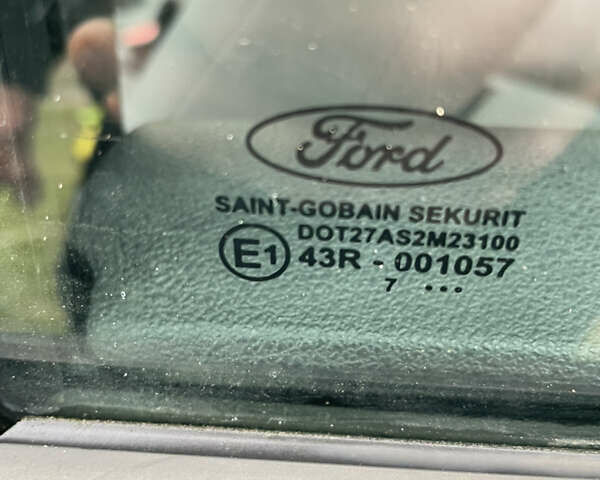 Ford
SAINT-GOBAIN SEKURIT
DOT27AS2M23100
E1 43R - 001057
7 ...